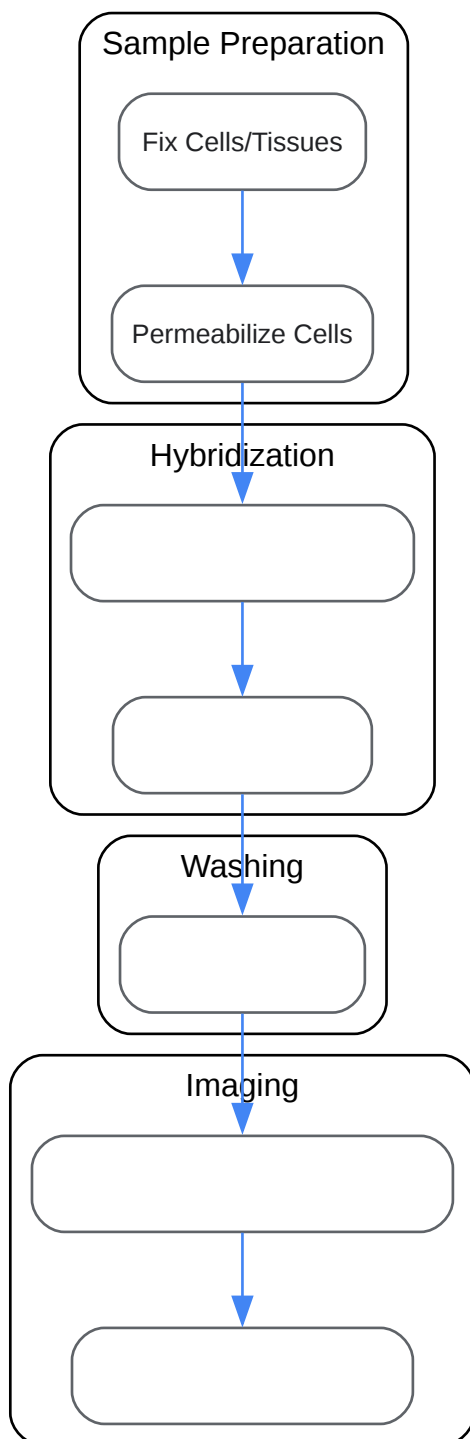 Sample Preparation
Fix Cells/Tissues
Permeabilize Cells
Hybridization
Washing
Imaging